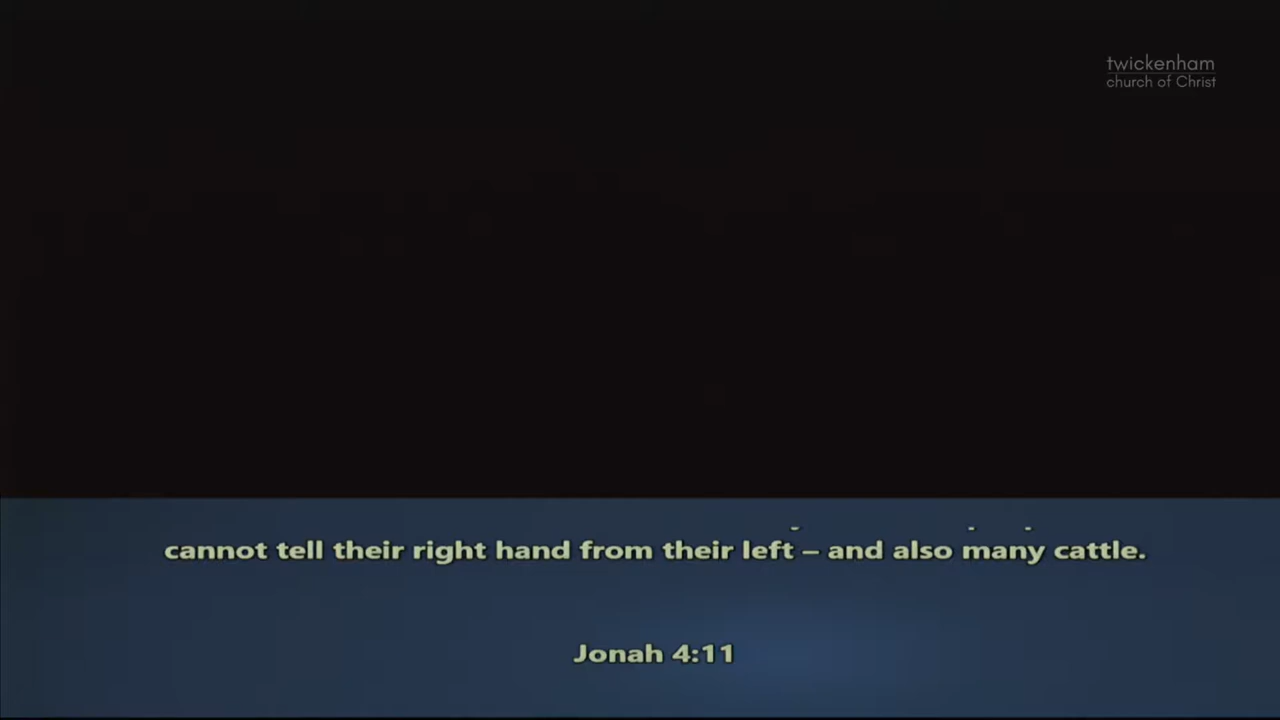 twickenham
church of Christ
cannot tell their right hand from their left – and also many cattle.
Jonah 4:11